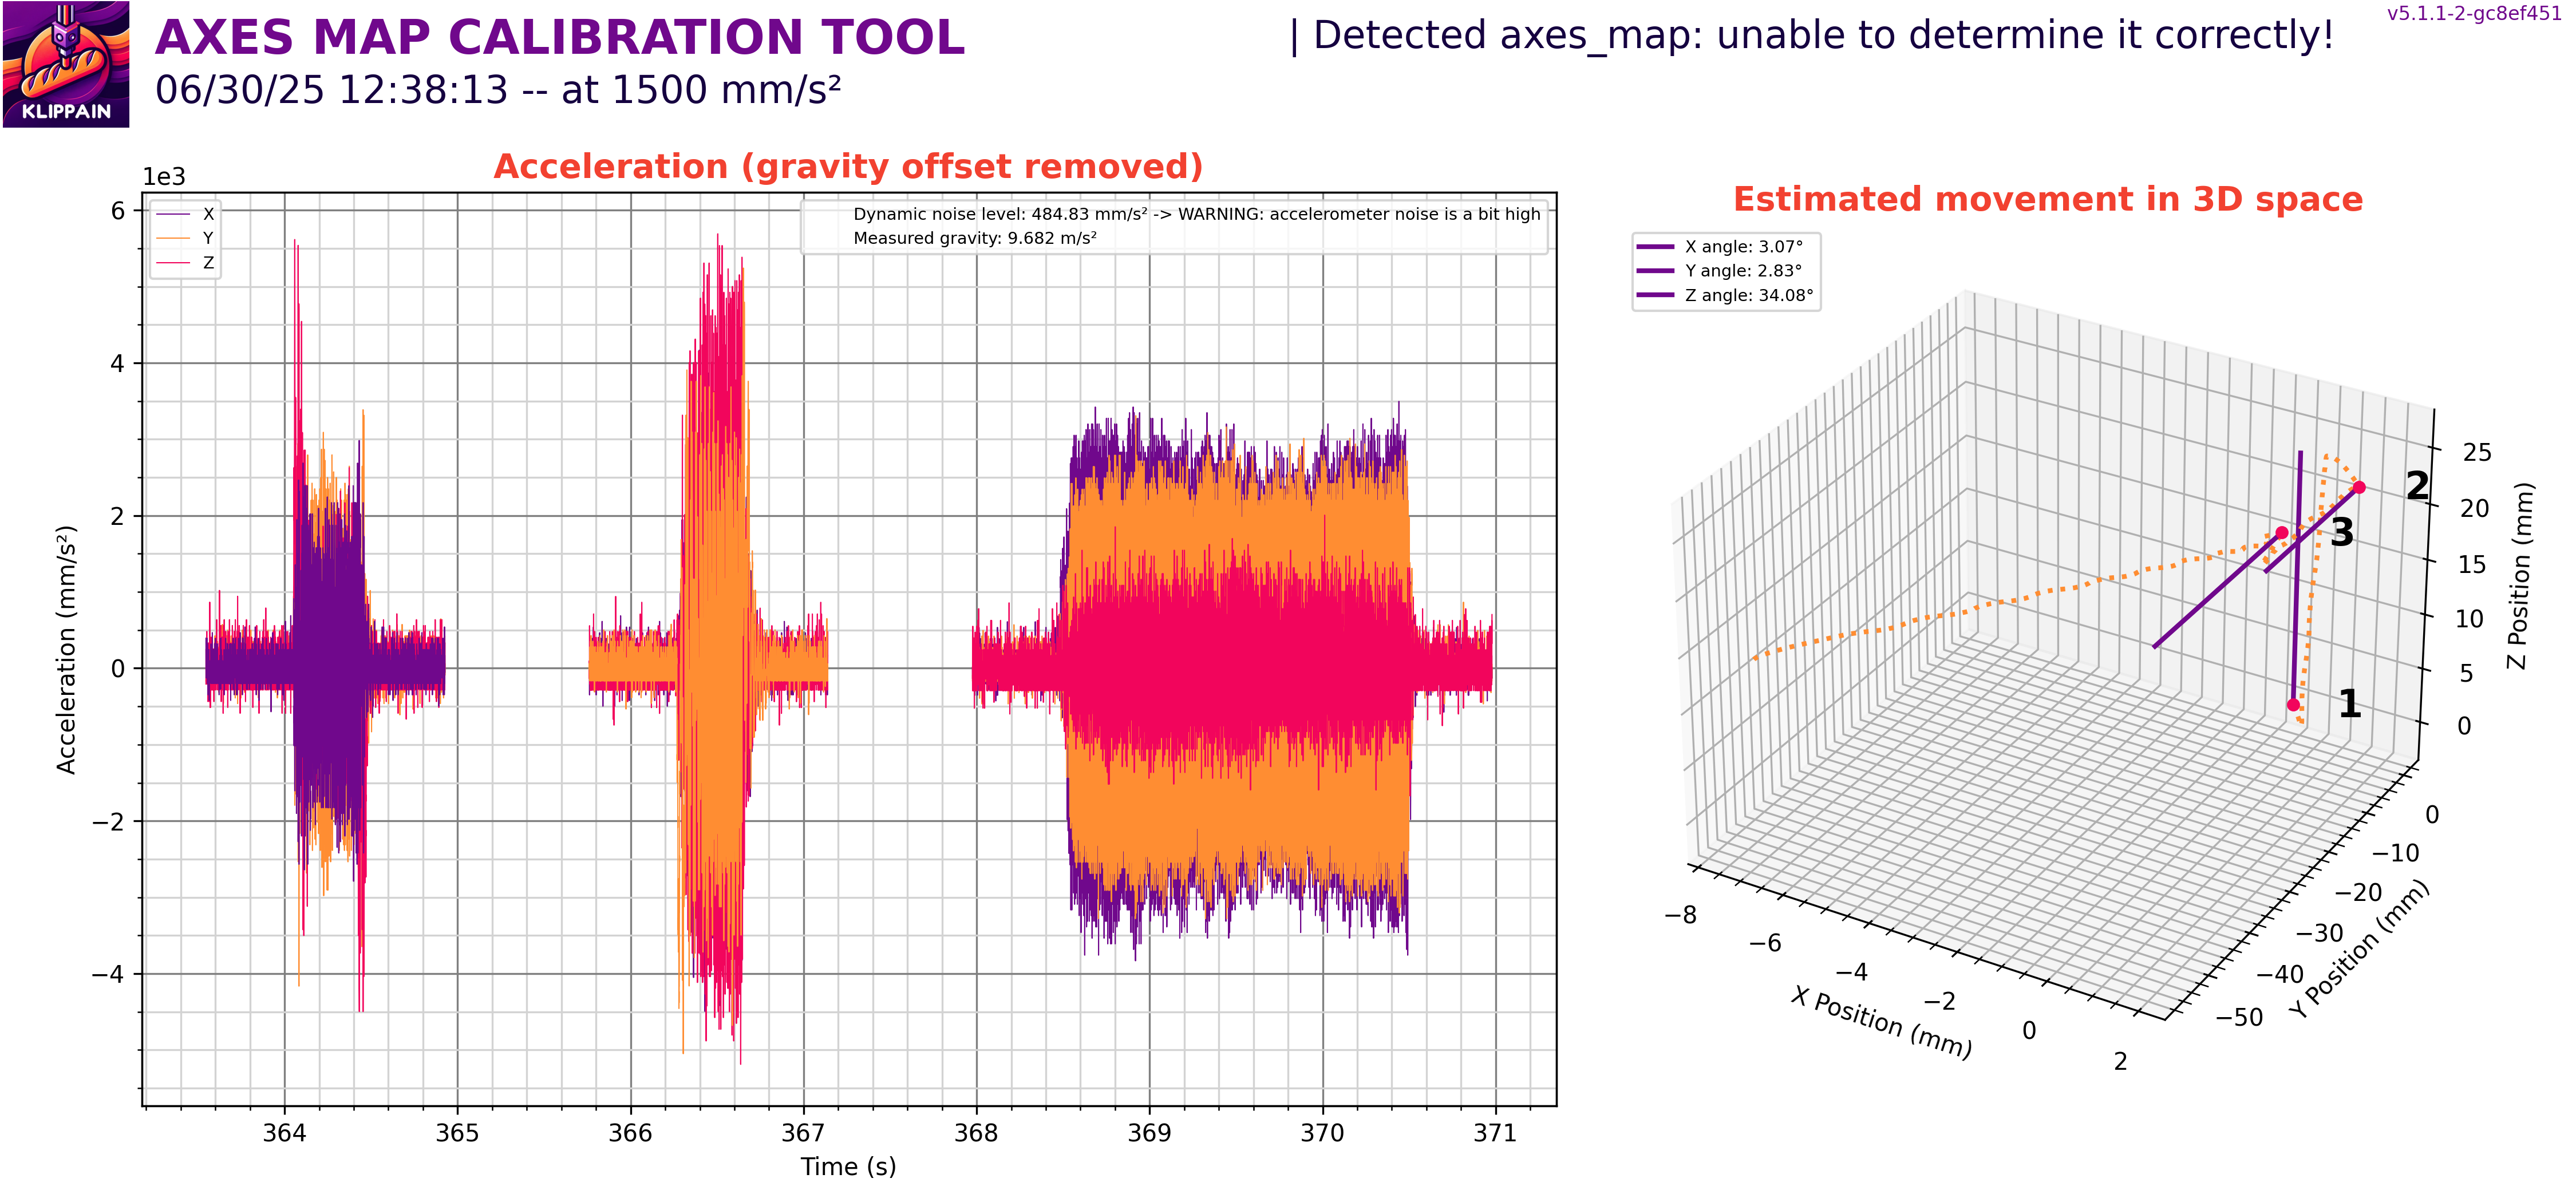 AXES MAP CALIBRATION TOOL
06/30/25 12:38:13 -- at 1500 mm/s²
| Detected axes_map: unable to determine it correctly!
v5.1.1-2-gc8ef451
KLIPPAIN
Acceleration (gravity offset removed)
1e3
X
Y
Z
Dynamic noise level: 484.83 mm/s² -> WARNING: accelerometer noise is a bit high
Measured gravity: 9.682 m/s²
6
4
2
0
−2
−4
Acceleration (mm/s²)
364 365 366 367 368 369 370 371
Time (s)
Estimated movement in 3D space
X angle: 3.07°
Y angle: 2.83°
Z angle: 34.08°
2
3
1
25
20
15
10
5
0
Z Position (mm)
0
−10
−20
−30
−40
−50
Y Position (mm)
−8
−6
−4
−2
0
2
X Position (mm)